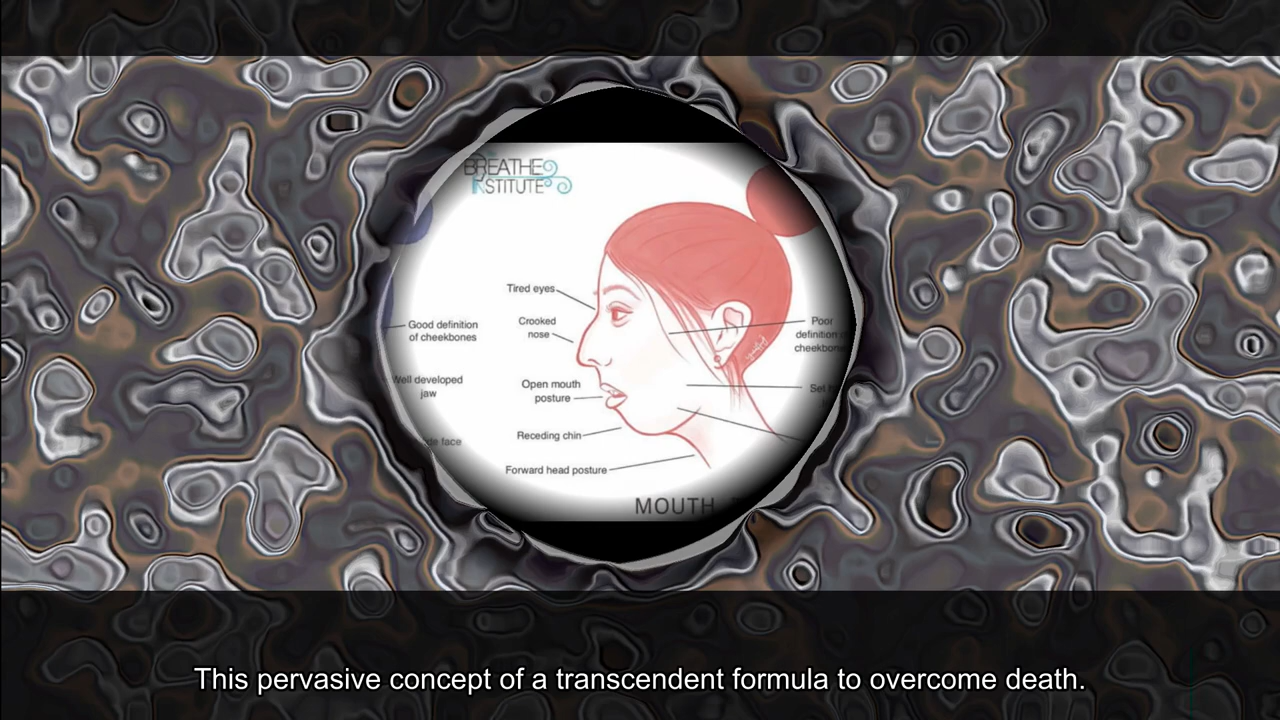 BREATHE
INSTITUTE
Tired eyes
Crooked
nose
Open mouth
posture
Receding chin
Forward head posture
Good definition
of cheekbones
Well developed
jaw
face
Poor
definition
MOUTH
This pervasive concept of a transcendent formula to overcome death.